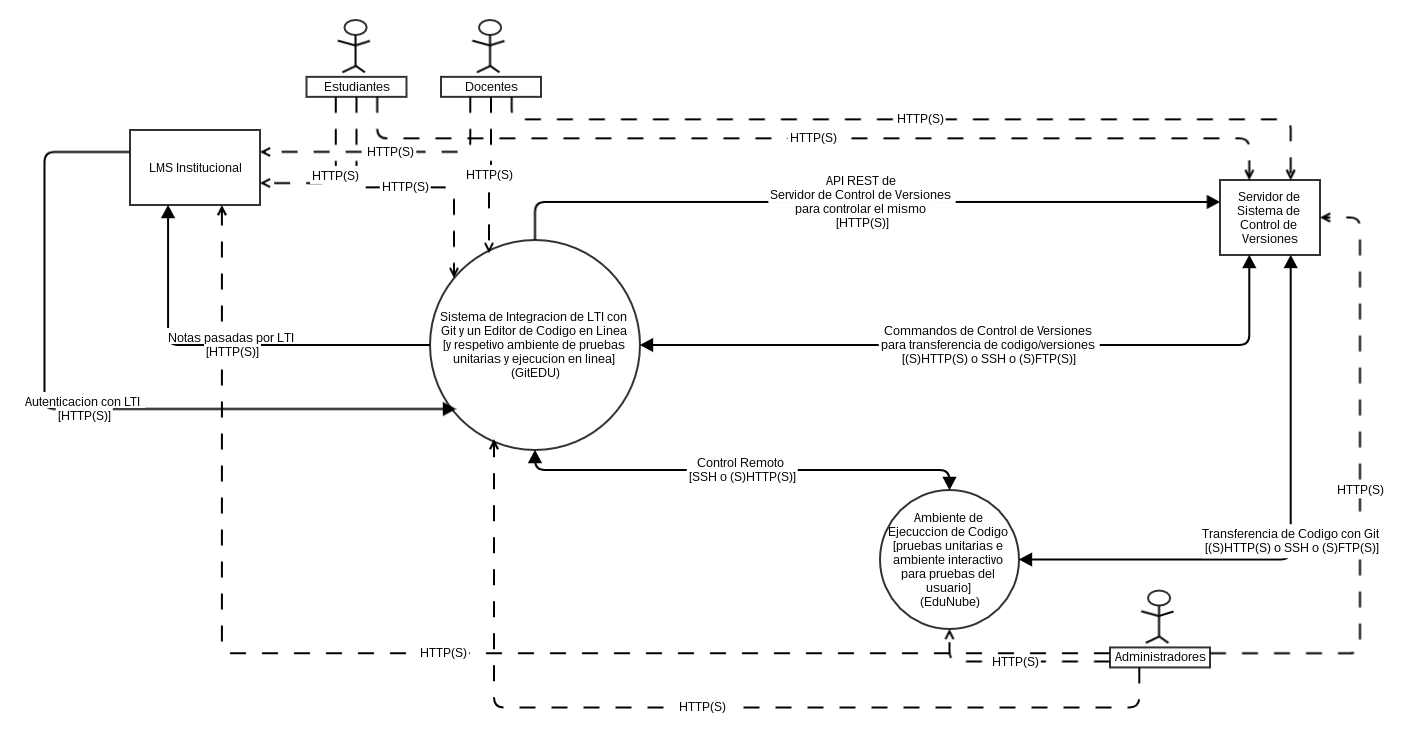 Estudiantes
Docentes
HTTP(S)
HTTP(S)
HTTP(S)
LMS Institucional
HTTP(S)
HTTP(S)
HTTP(S)
API REST de
Servidor de Control de Versiones
para controlar el mismo
[HTTP(S)]
Servidor de
Sistema de
Control de
Versiones
Sistema de Integracion de LTI con
Git y un Editor de Codigo en Linea
[y respetivo ambiente de pruebas
unitarias y ejecucion en linea]
(GitEDU)
Notas pasadas por LTI
[HTTP(S)]
Commandos de Control de Versiones
para transferencia de codigo/versiones
[(S)HTTP(S) o SSH o (S)FTP(S)]
Autenticacion con LTI
[HTTP(S)]
Control Remoto
[SSH o (S)HTTP(S)]
HTTP(S)
Ambiente de
Ejecuccion de Codigo
[pruebas unitarias e
ambiente interactivo
para pruebas del
usuario]
(EduNube)
Transferencia de Codigo con Git
[(S)HTTP(S) o SSH o (S)FTP(S)]
HTTP(S)
HTTP(S)
Administradores
HTTP(S)